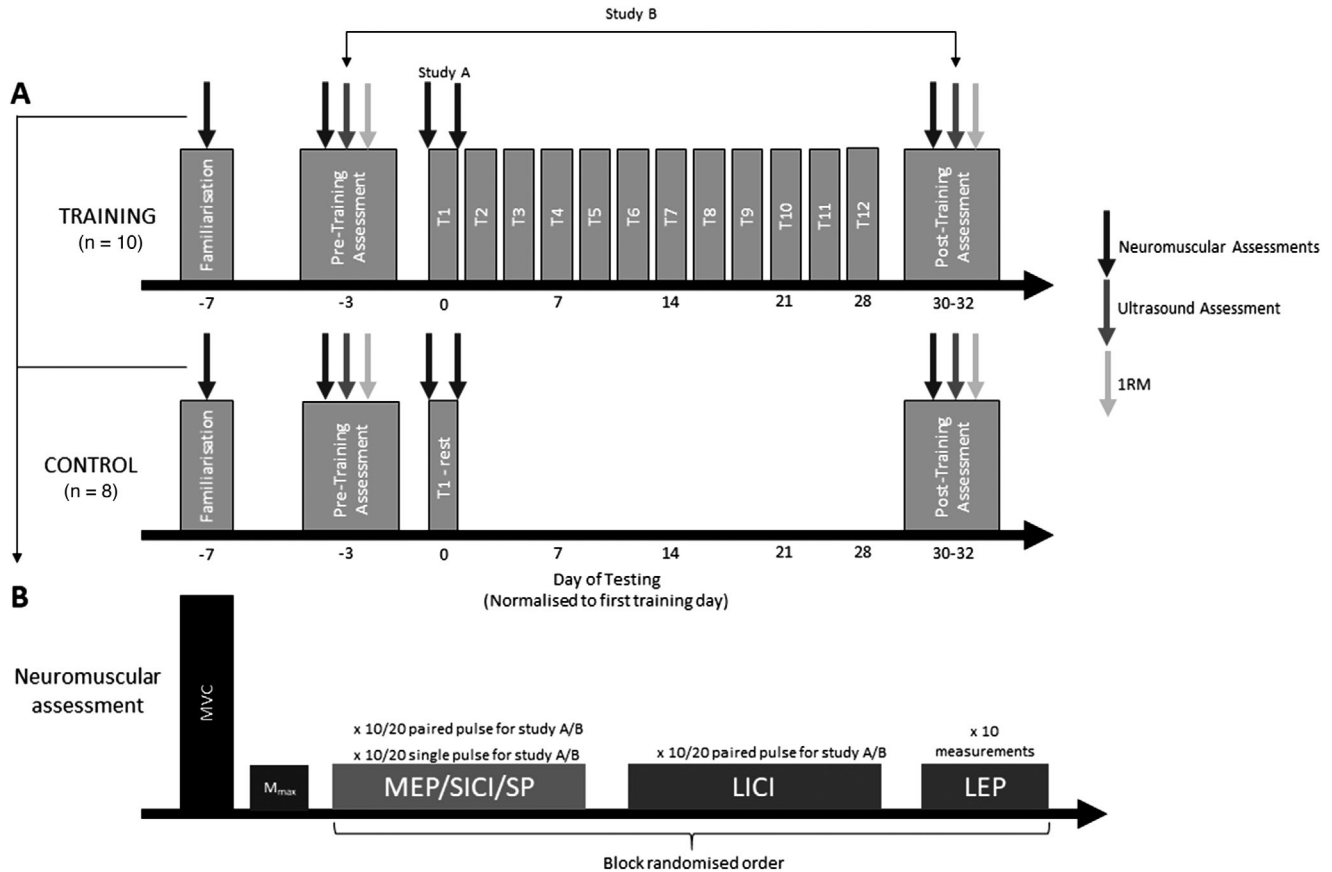 Study B
A
Study A
TRAINING
(n = 10)
Familiarisation
Pre-Training
Assessment
T1
T2
T3
T4
T5
T6
T7
T8
T9
T10
T11
T12
Post-Training
Assessment
-7
-3
0
7
14
21
28
30-32
Neuromuscular Assessments
Ultrasound Assessment
1RM
CONTROL
(n = 8)
Familiarisation
Pre-Training
Assessment
T1 - rest
Post-Training
Assessment
-7
-3
0
7
14
21
28
30-32
Day of Testing
(Normalised to first training day)
B
Neuromuscular
assessment
MVC
Mmax
x 10/20 paired pulse for study A/B
x 10/20 single pulse for study A/B
MEP/SICI/SP
x 10/20 paired pulse for study A/B
LICI
x 10
measurements
LEP
Block randomised order